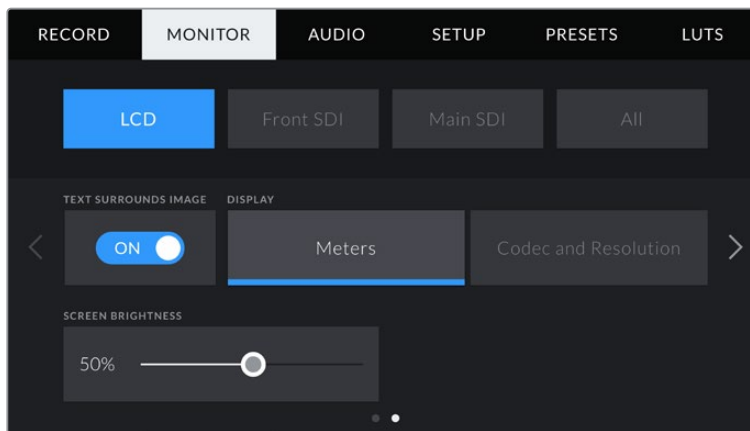 RECORD MONITOR AUDIO SETUP PRESETS LUTS
LCD Front SDI Main SDI All
TEXT SURROUNDS IMAGE DISPLAY
ON Meters Codec and Resolution
SCREEN BRIGHTNESS
50%